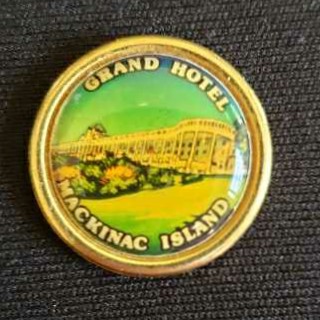 GRAND HOTEL
MACKINAC ISLAND